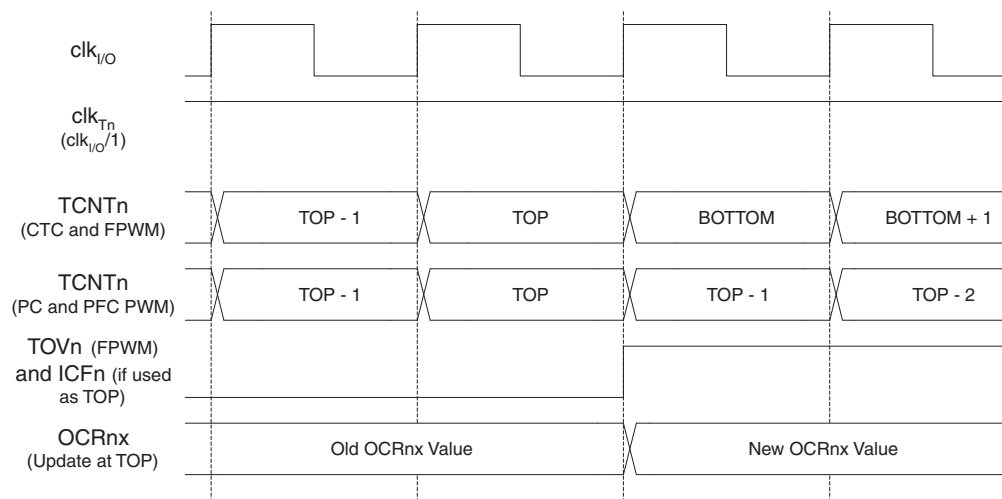 clkI/O
clkTn
(clkI/O/1)
TCNTn
(CTC and FPWM)
TOP - 1
TOP
BOTTOM
BOTTOM + 1
TCNTn
(PC and PFC PWM)
TOP - 1
TOP
TOP - 1
TOP - 2
TOVn (FPWM)
and ICFn (if used
as TOP)
OCRnx
(Update at TOP)
Old OCRnx Value
New OCRnx Value